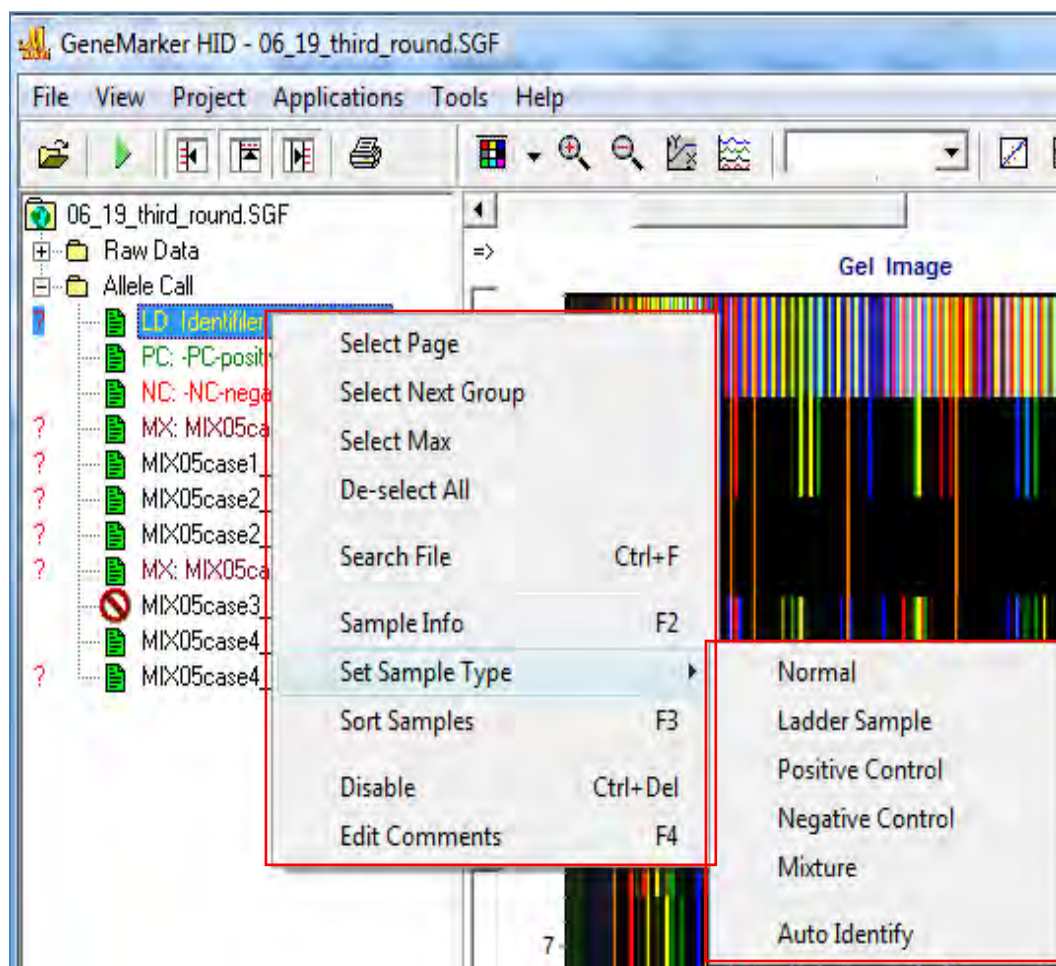 GeneMarker HID - 06_19_third_round.SGF
File View Project Applications Tools Help
06_19_third_round.SGF
=>
Raw Data
Gel Image
Allele Call
? LD: Identifiler
PC: -PC-posit
NC: -NC-nega
? MX: MIX05ca
? MIX05case1_
? MIX05case2_
? MIX05case2_
? MX: MIX05ca
MIX05case3_
MIX05case4_
? MIX05case4_
Select Page
Select Next Group
Select Max
De-select All
Search File Ctrl+F
Sample Info F2
Set Sample Type
Sort Samples F3
Disable Ctrl+Del
Edit Comments F4
Normal
Ladder Sample
Positive Control
Negative Control
Mixture
Auto Identify
7